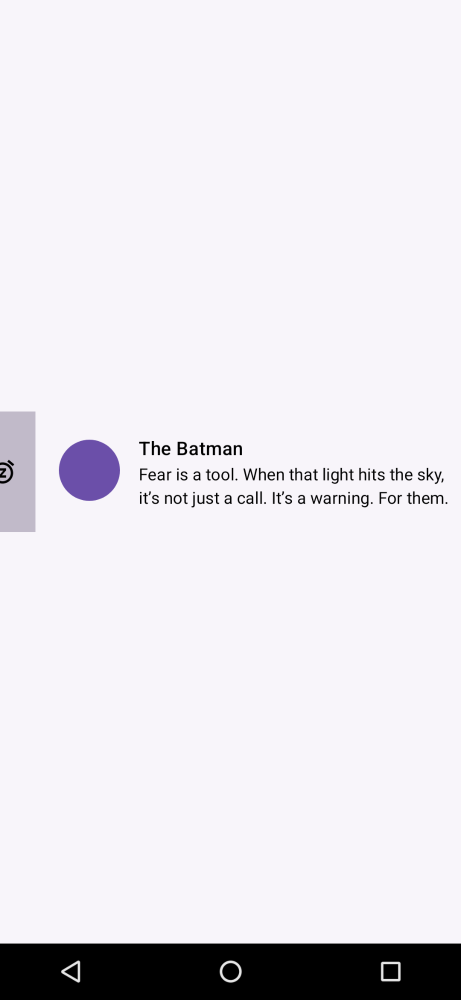 The Batman
Fear is a tool. When that light hits the sky,
it’s not just a call. It’s a warning. For them.